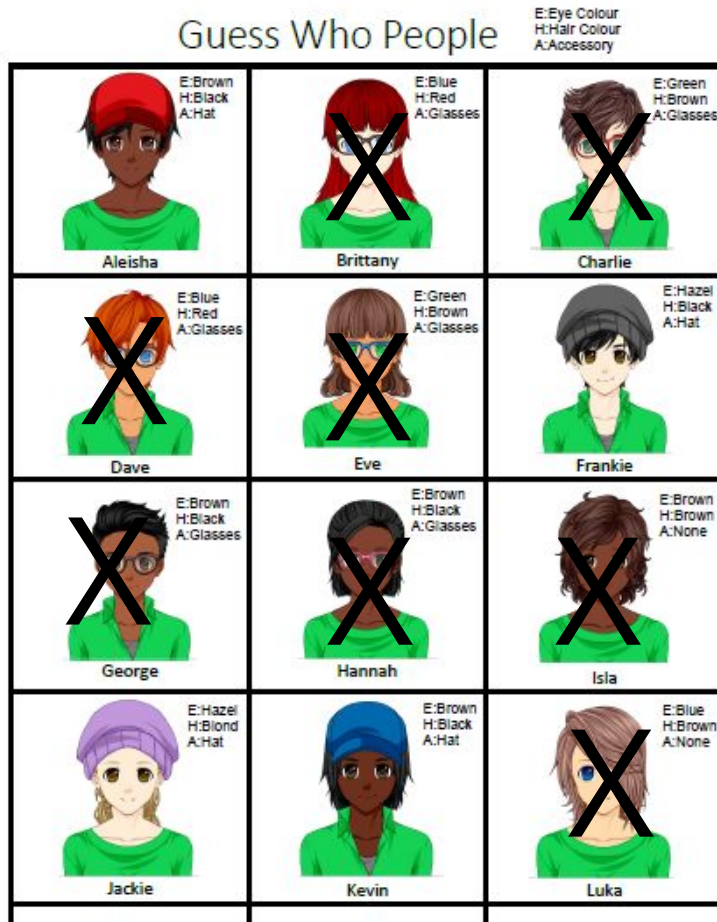 Guess Who People
E:Eye Colour
H:Hair Colour
A:Accessory
E:Brown
H:Black
A:Hat
Aleisha
E:Blue
H:Red
A:Glasses
Brittany
E:Green
H:Brown
A:Glasses
Charlie
E:Blue
H:Red
A:Glasses
Dave
E:Green
H:Brown
A:Glasses
Eve
E:Hazel
H:Black
A:Hat
Frankie
E:Brown
H:Black
A:Glasses
George
E:Brown
H:Black
A:Glasses
Hannah
E:Brown
H:Brown
A:None
Isla
E:Hazel
H:Blond
A:Hat
Jackie
E:Brown
H:Black
A:Hat
Kevin
E:Blue
H:Brown
A:None
Luka